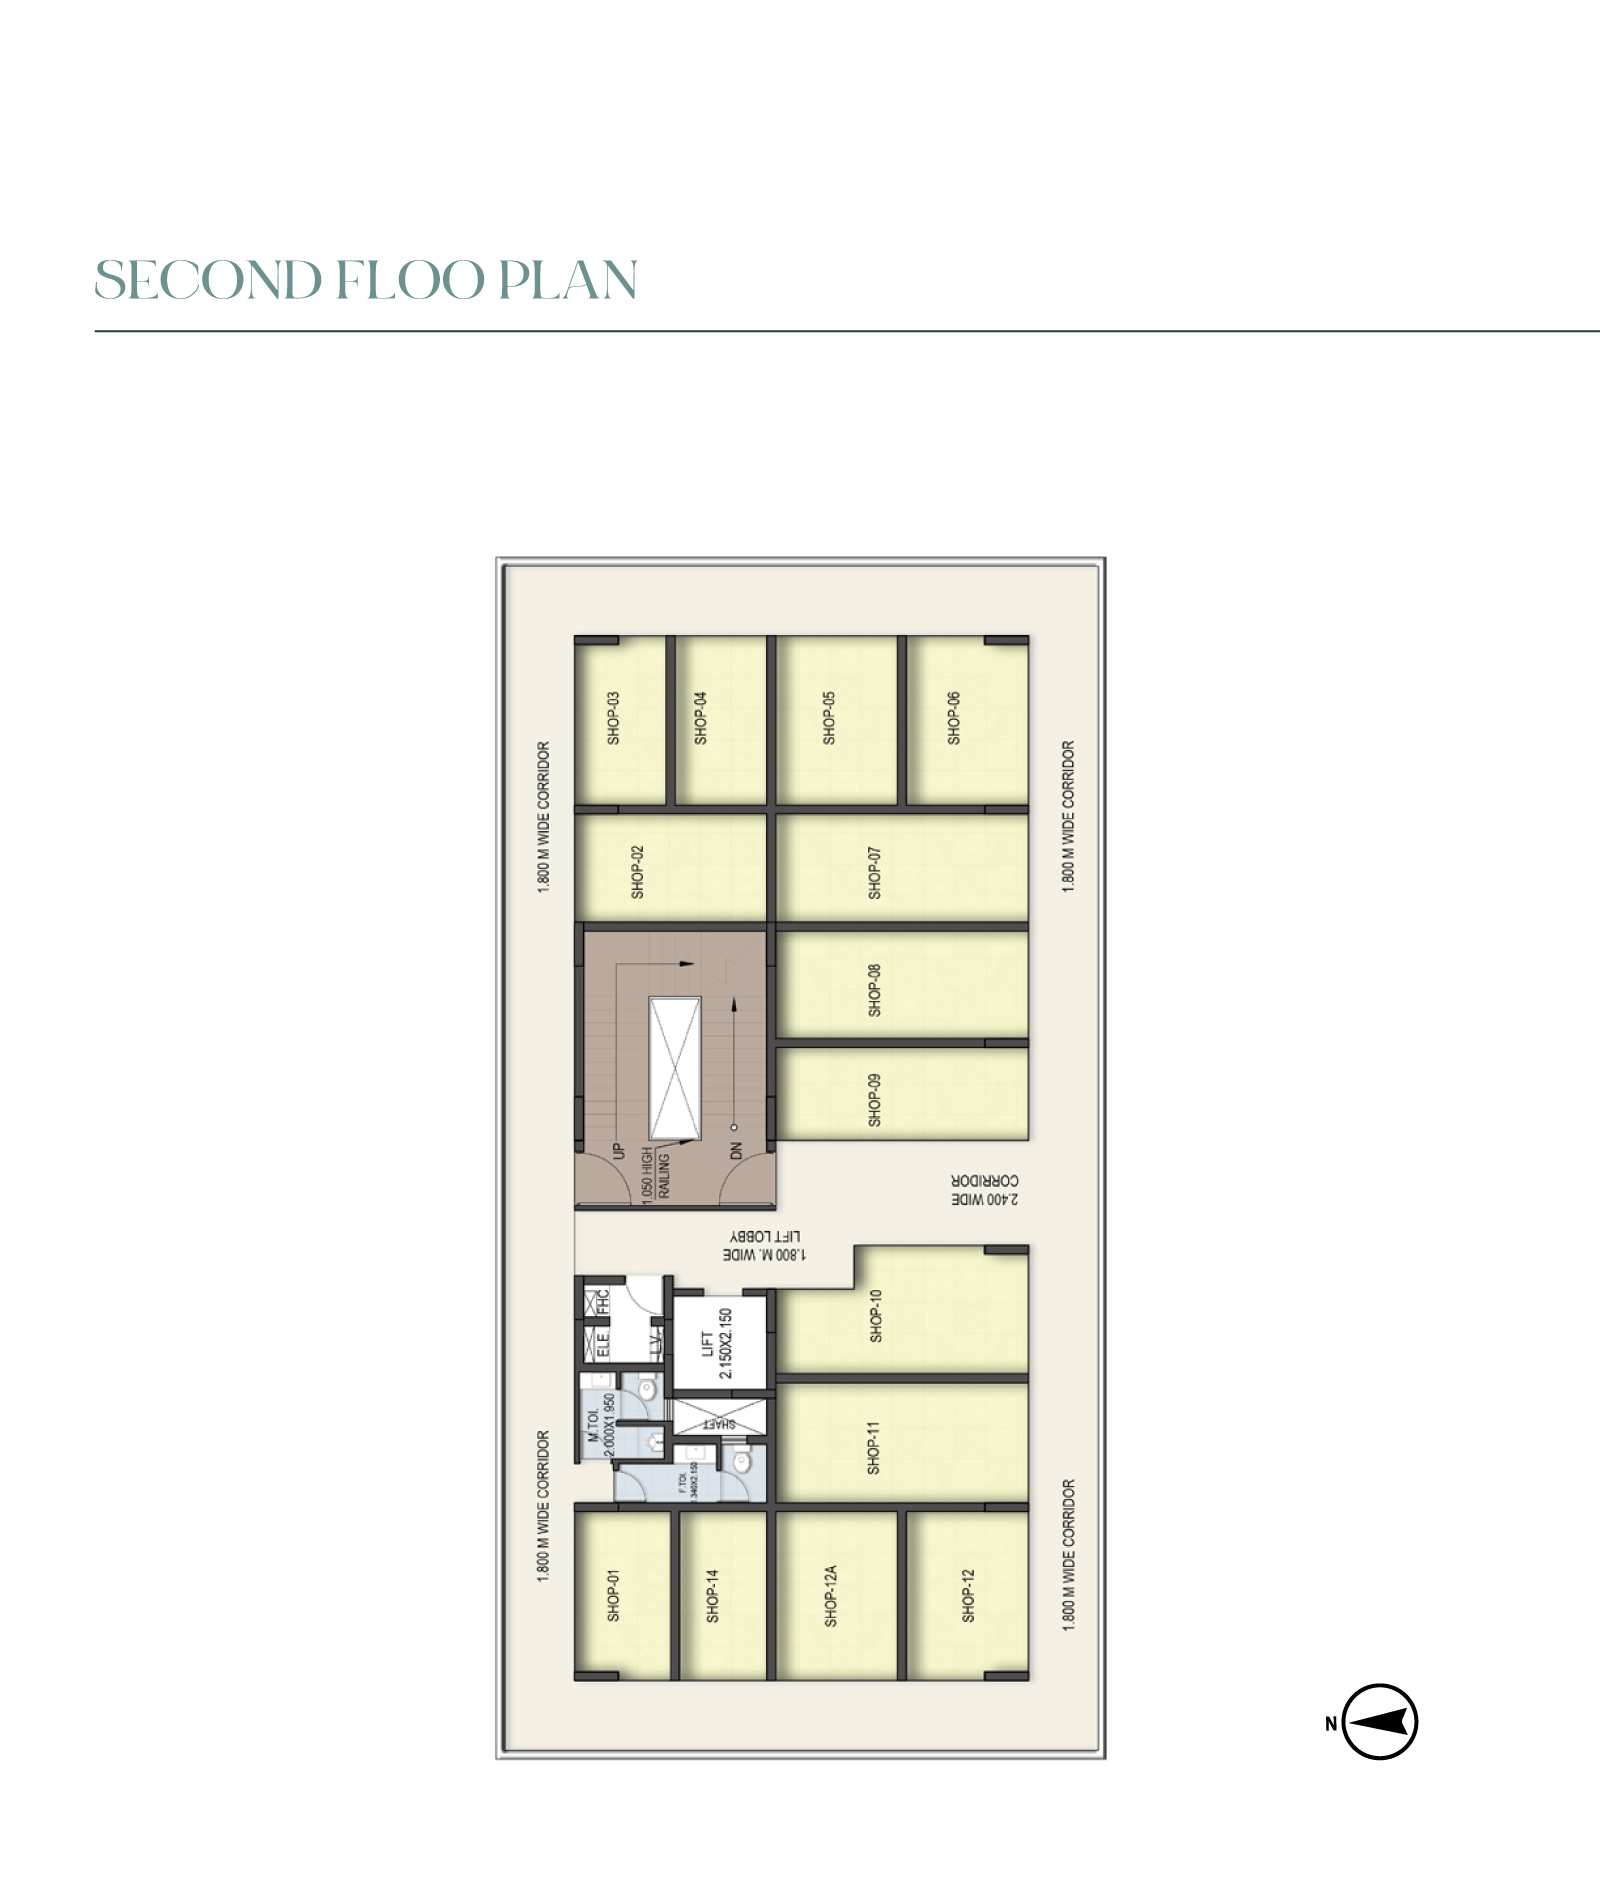 SECOND FLOO PLAN
SHOP-03
SHOP-04
SHOP-05
SHOP-06
1.800 M WIDE CORRIDOR
1.800 M WIDE CORRIDOR
SHOP-02
SHOP-07
SHOP-08
SHOP-09
UP
1.050 HIGH
RAILING
DN
2.400 WIDE
CORRIDOR
1.800 M. WIDE
LIFT LOBBY
FHC
ELE.
L.V.
LIFT
2.150X2.150
SHOP-10
M.TOI.
2.000X1.950
SHAFT
SHOP-11
F.TOI.
1.340X2.150
1.800 M WIDE CORRIDOR
1.800 M WIDE CORRIDOR
SHOP-01
SHOP-14
SHOP-12A
SHOP-12
N